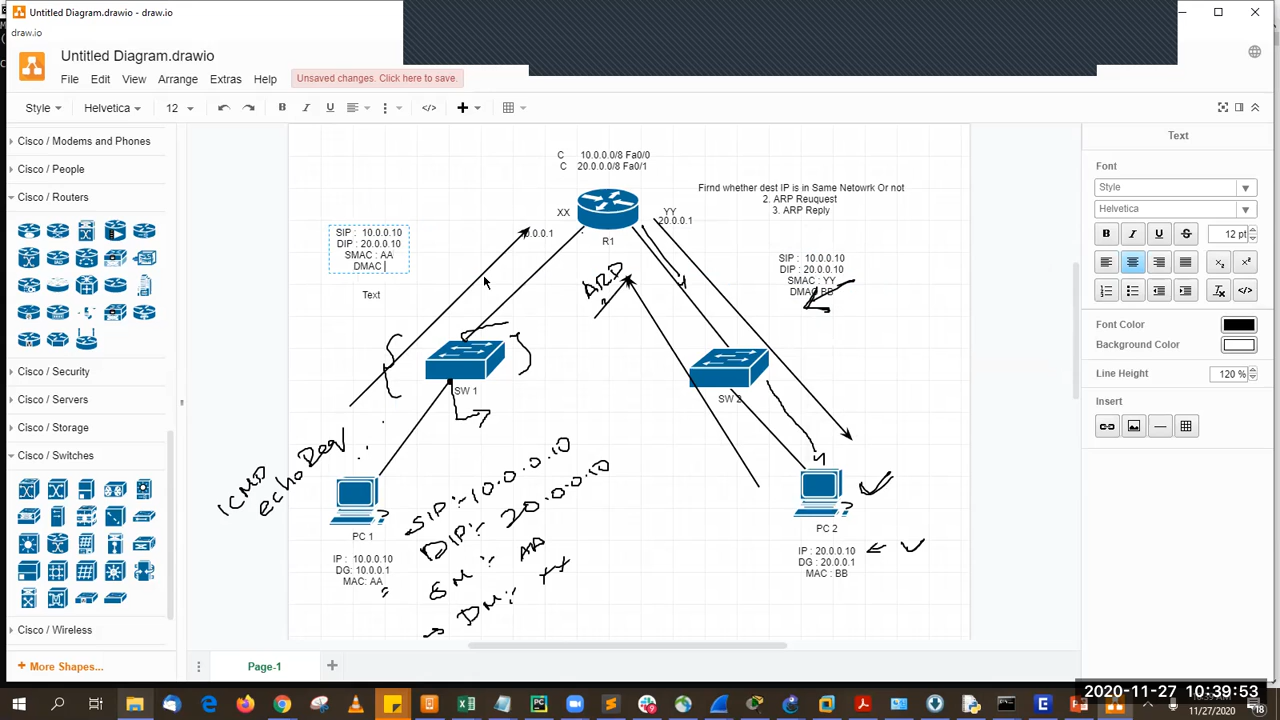 Untitled Diagram.drawio - draw.io
draw.io
Untitled Diagram.drawio
File Edit View Arrange Extras Help Unsaved changes. Click here to save.
Style Helvetica 12 B I U
Cisco / Modems and Phones
Cisco / People
Cisco / Routers
Cisco / Security
Cisco / Servers
Cisco / Storage
Cisco / Switches
Cisco / Wireless
+ More Shapes...
C 10.0.0.0/8 Fa0/0
C 20.0.0.0/8 Fa0/1
Firnd whether dest IP is in Same Netowrk Or not
2. ARP Reuquest
3. ARP Reply
XX
YY
20.0.0.1
0.0.0.1
R1
SIP : 10.0.0.10
DIP : 20.0.0.10
SMAC : AA
DMAC
Text
SIP : 10.0.0.10
DIP : 20.0.0.10
SMAC : YY
DMAC BB
ARP
SW 1
SW 2
ICMP
echo
SIP:-10.0.0.10
DIP:- 20.0.0.10
SM :- AA
DM :- XX
PC 1
IP : 10.0.0.10
DG: 10.0.0.1
MAC: AA
PC 2
IP : 20.0.0.10
DG : 20.0.0.1
MAC : BB
Page-1
Text
Font
Style
Helvetica
B I U S 12 pt
Font Color
Background Color
Line Height 120 %
Insert
2020-11-27 10:39:53
11/27/2020 18